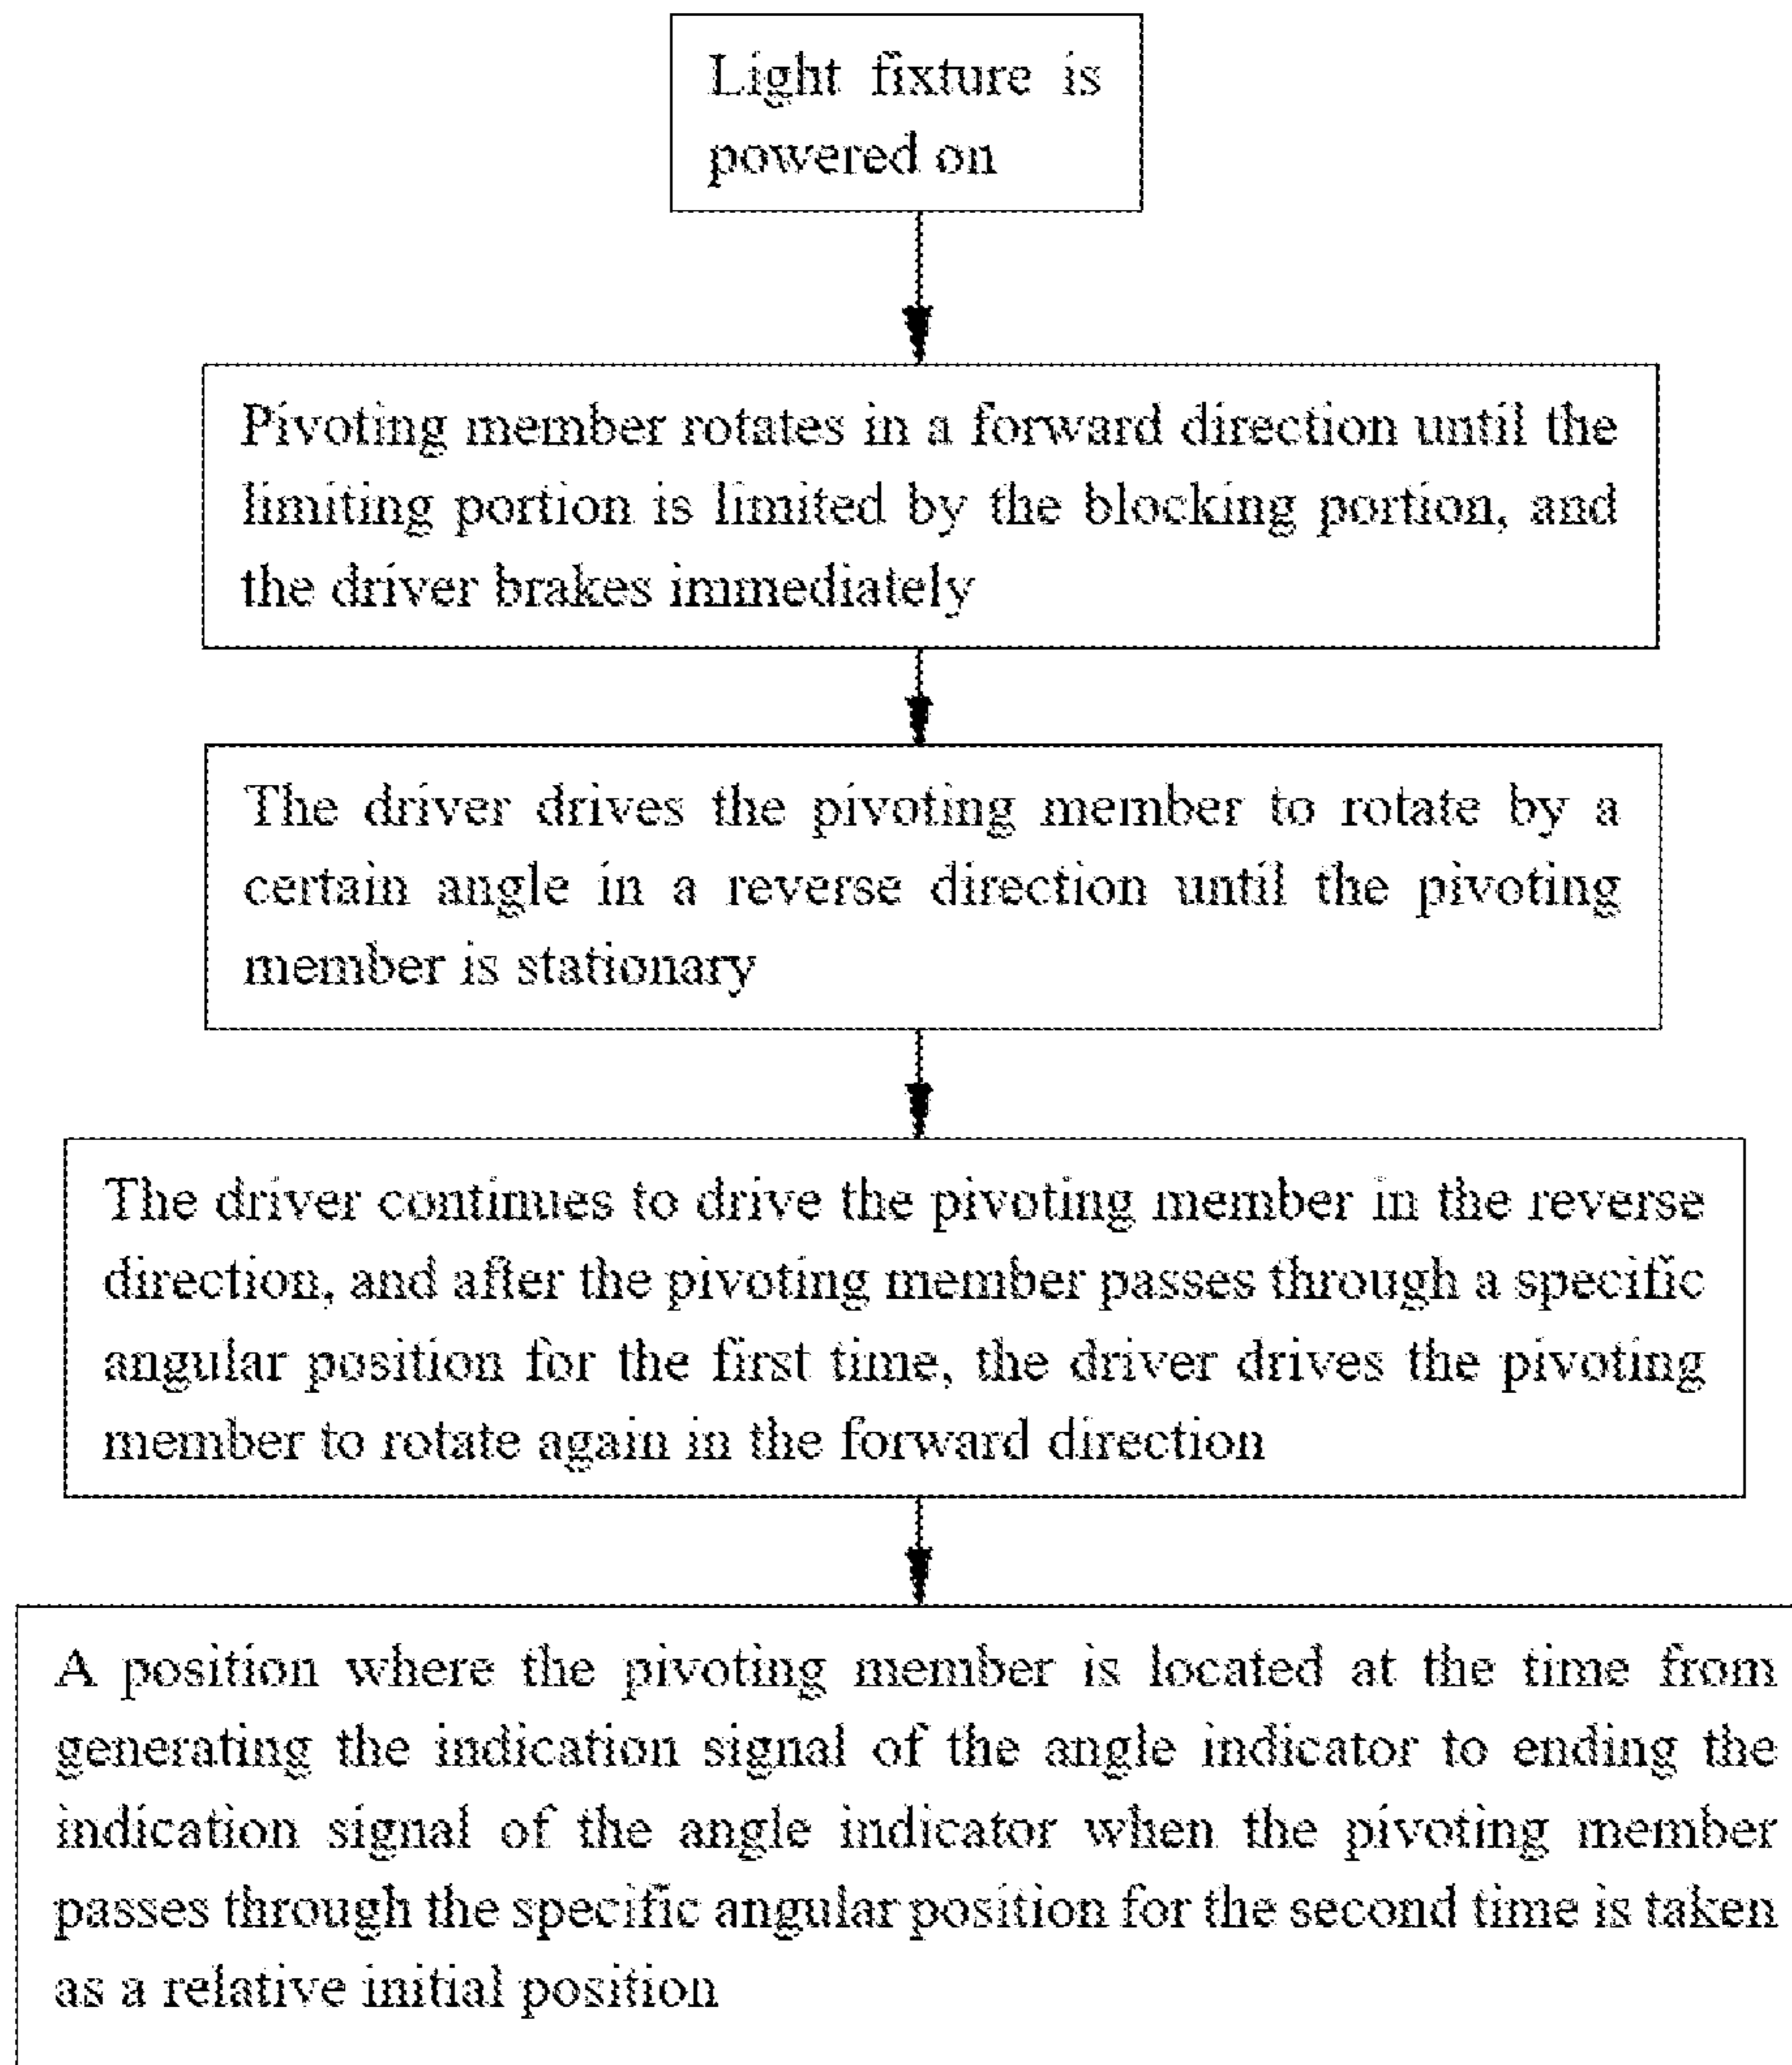 Light fixture is
powered on
Pivoting member rotates in a forward direction until the
limiting portion is limited by the blocking portion, and
the driver brakes immediately
The driver drives the pivoting member to rotate by a
certain angle in a reverse direction until the pivoting
member is stationary
The driver continues to drive the pivoting member in the reverse
direction, and after the pivoting member passes through a specific
angular position for the first time, the driver drives the pivoting
member to rotate again in the forward direction
A position where the pivoting member is located at the time from
generating the indication signal of the angle indicator to ending the
indication signal of the angle indicator when the pivoting member
passes through the specific angular position for the second time is taken
as a relative initial position